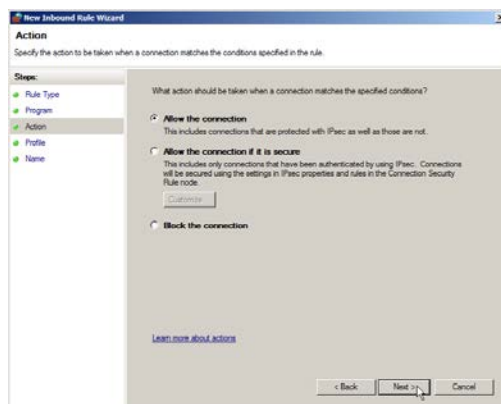 New Inbound Rule Wizard
Action
Specify the action to be taken when a connection matches the conditions specified in the rule.
Steps:
Rule Type
Program
Action
Profile
Name
What action should be taken when a connection matches the specified conditions?
Allow the connection
This includes connections that are protected with IPsec as well as those are not.
Allow the connection if it is secure
This includes only connections that have been authenticated by using IPsec. Connections
will be secured using the settings in IPsec properties and rules in the Connection Security
Rule node.
Customize
Block the connection
Learn more about actions
< Back
Next >
Cancel